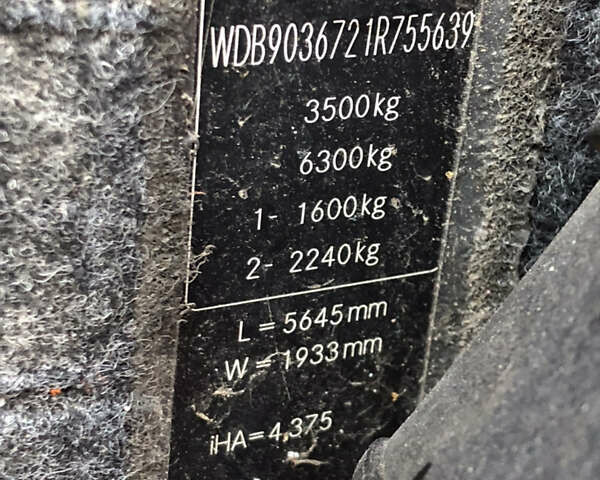 WDB9036721R755639
3500kg
6300kg
1- 1600kg
2- 2240kg
L = 5645mm
W = 1933mm
iHA = 4,375